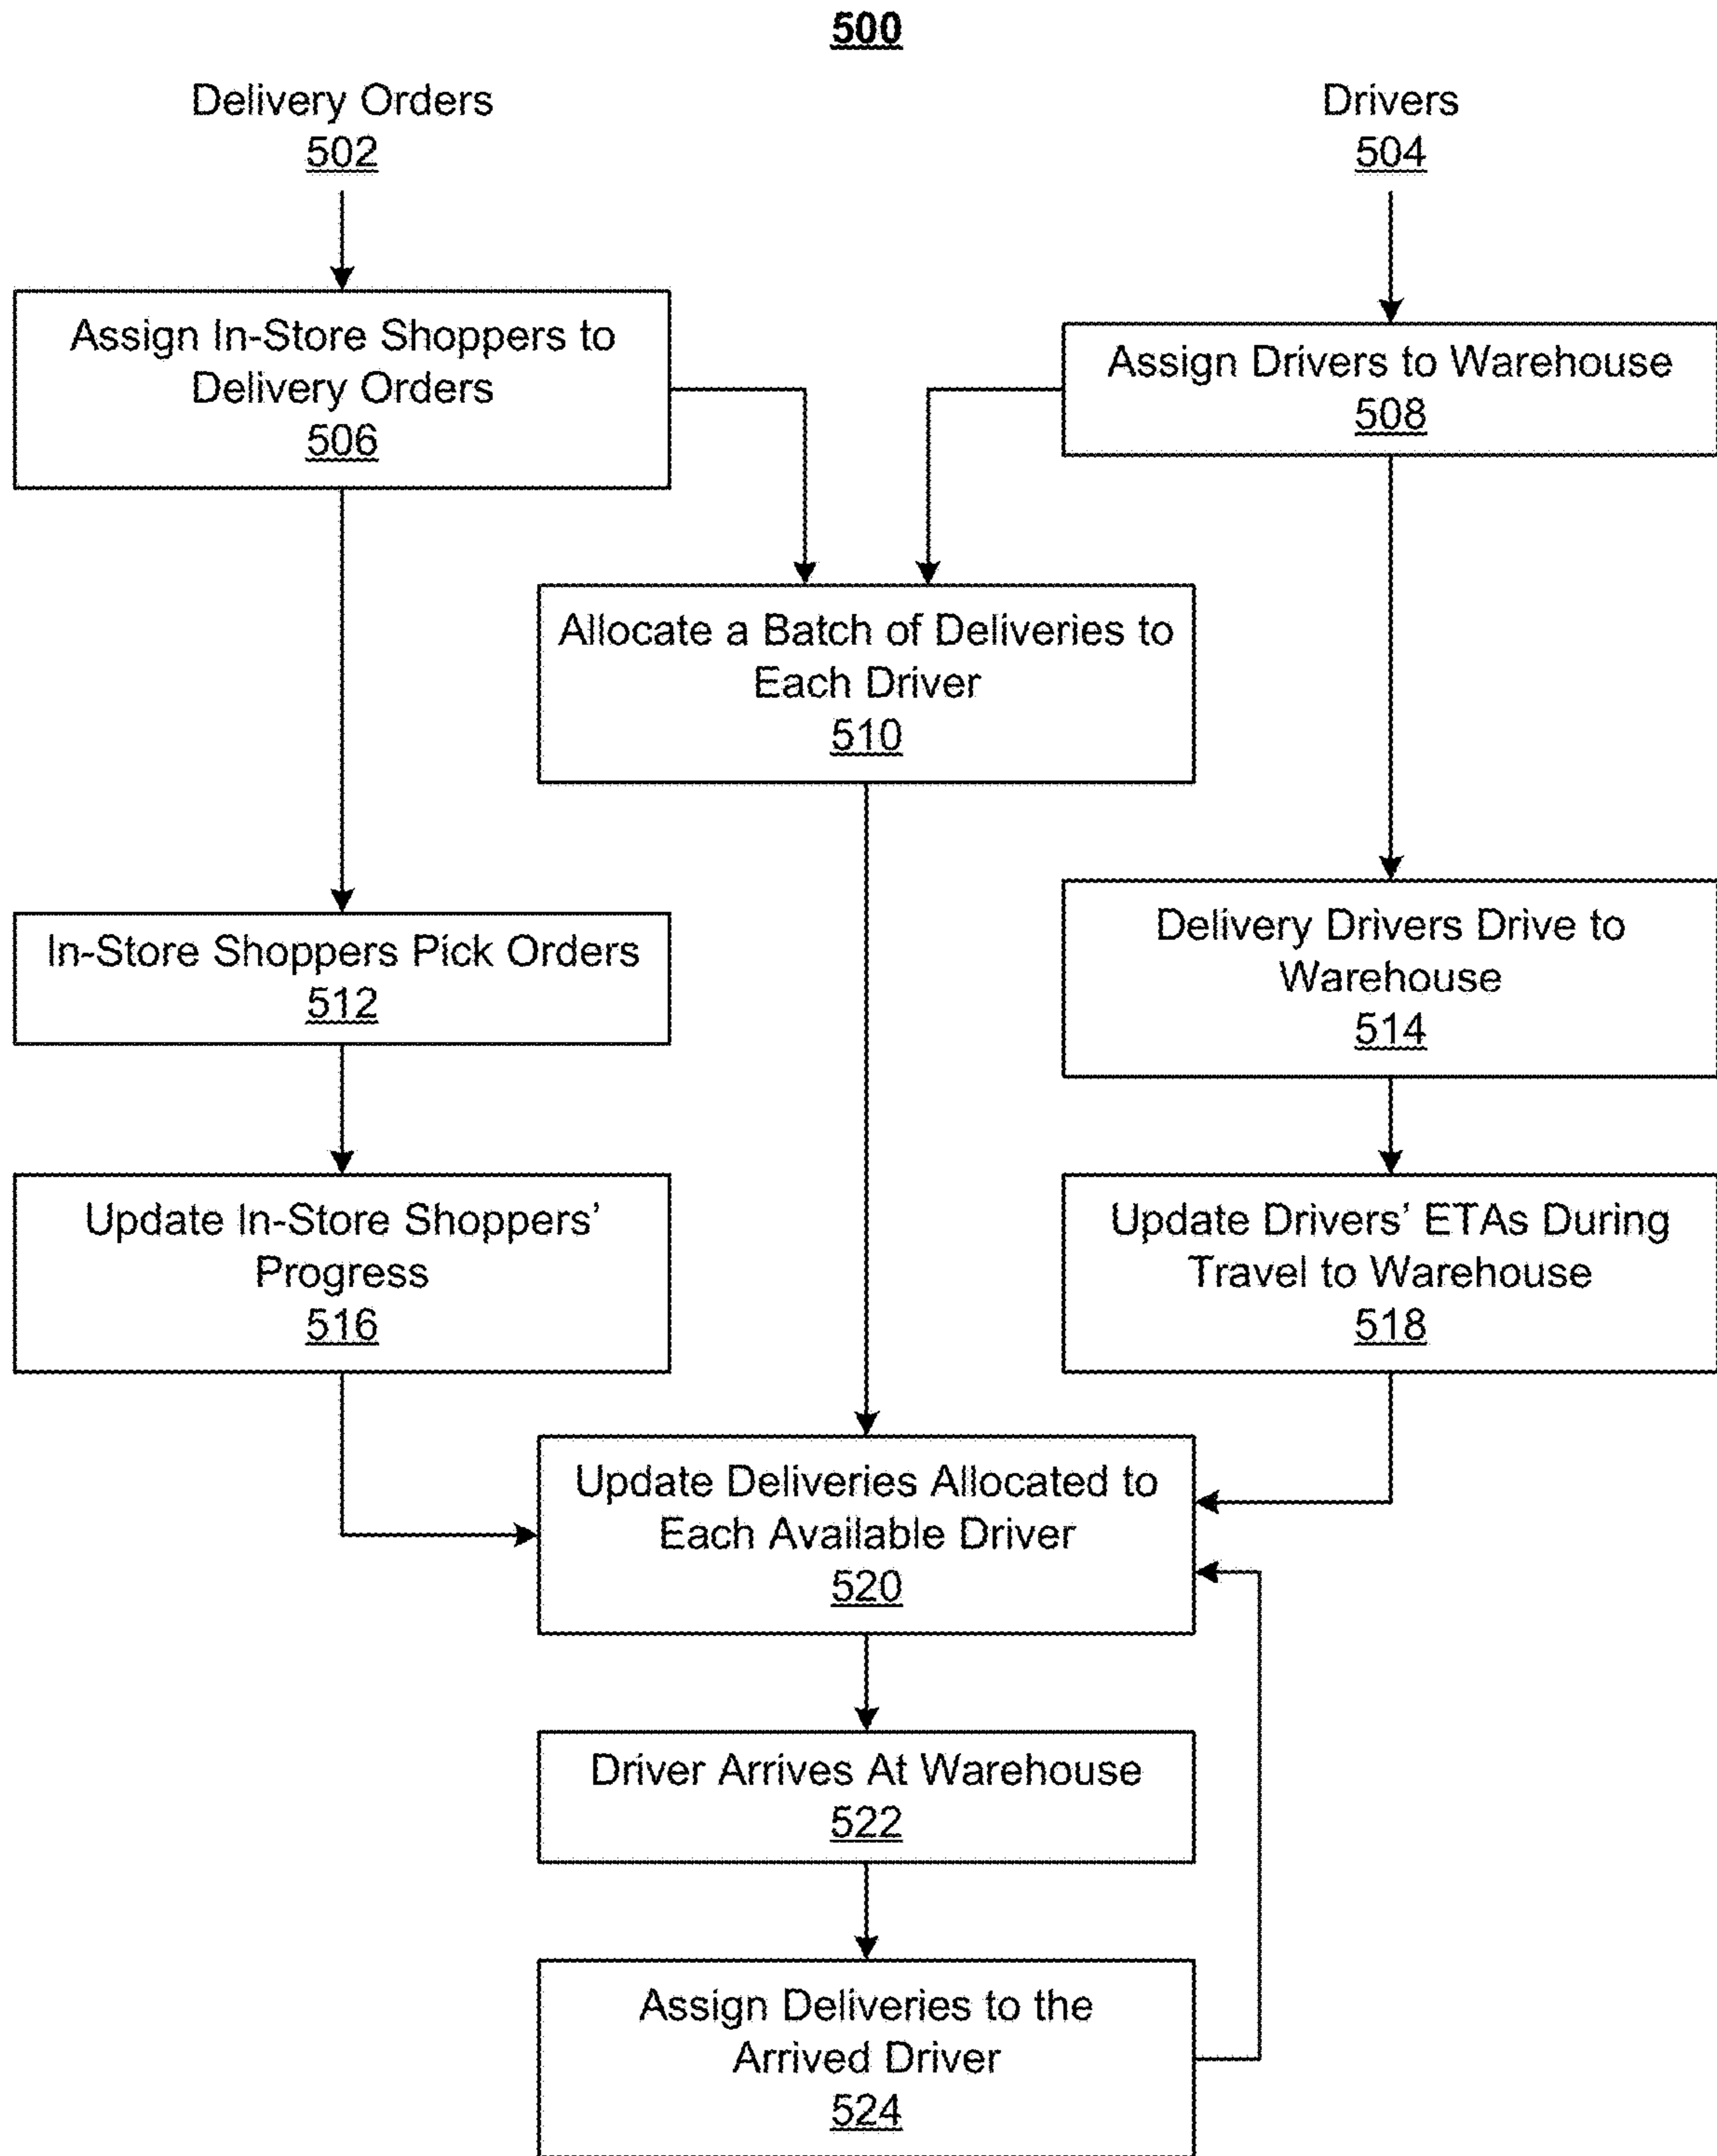 500
Delivery Orders
502
Drivers
504
Assign In-Store Shoppers to
Delivery Orders
506
Assign Drivers to Warehouse
508
Allocate a Batch of Deliveries to
Each Driver
510
In-Store Shoppers Pick Orders
512
Delivery Drivers Drive to
Warehouse
514
Update In-Store Shoppers’
Progress
516
Update Drivers’ ETAs During
Travel to Warehouse
518
Update Deliveries Allocated to
Each Available Driver
520
Driver Arrives At Warehouse
522
Assign Deliveries to the
Arrived Driver
524